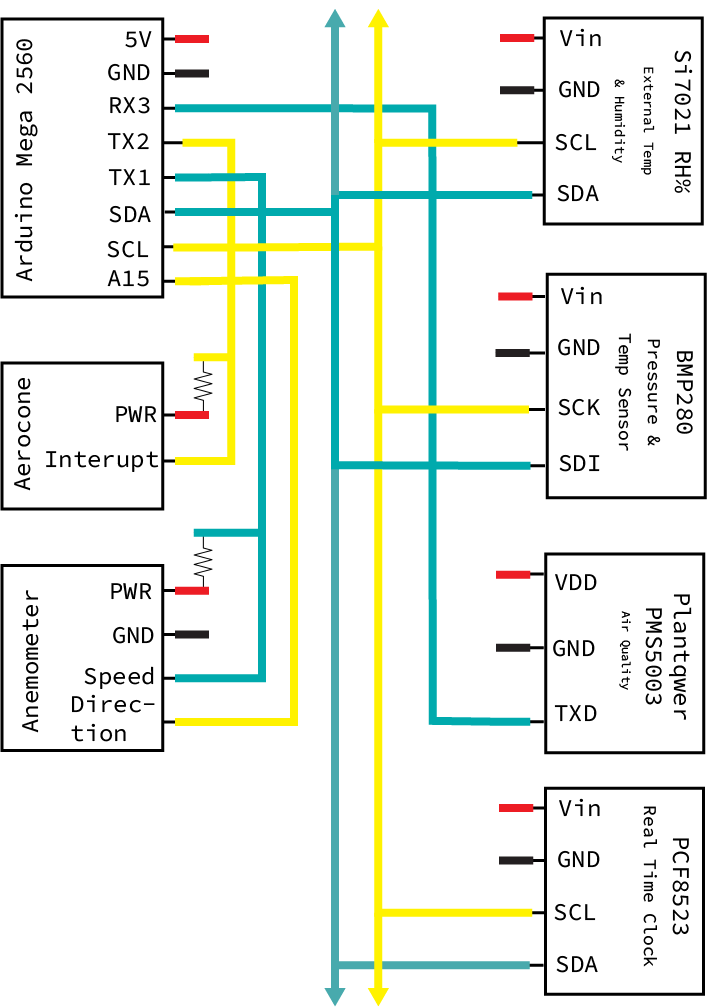 Arduino Mega 2560
5V
GND
RX3
TX2
TX1
SDA
SCL
A15
Aerocone
PWR
Interupt
Anemometer
PWR
GND
Speed
Direc-
tion
Si7021 RH%
External Temp
& Humidity
Vin
GND
SCL
SDA
BMP280
Pressure &
Temp Sensor
Vin
GND
SCK
SDI
Plantqwer
PMS5003
Air Quality
VDD
GND
TXD
PCF8523
Real Time Clock
Vin
GND
SCL
SDA